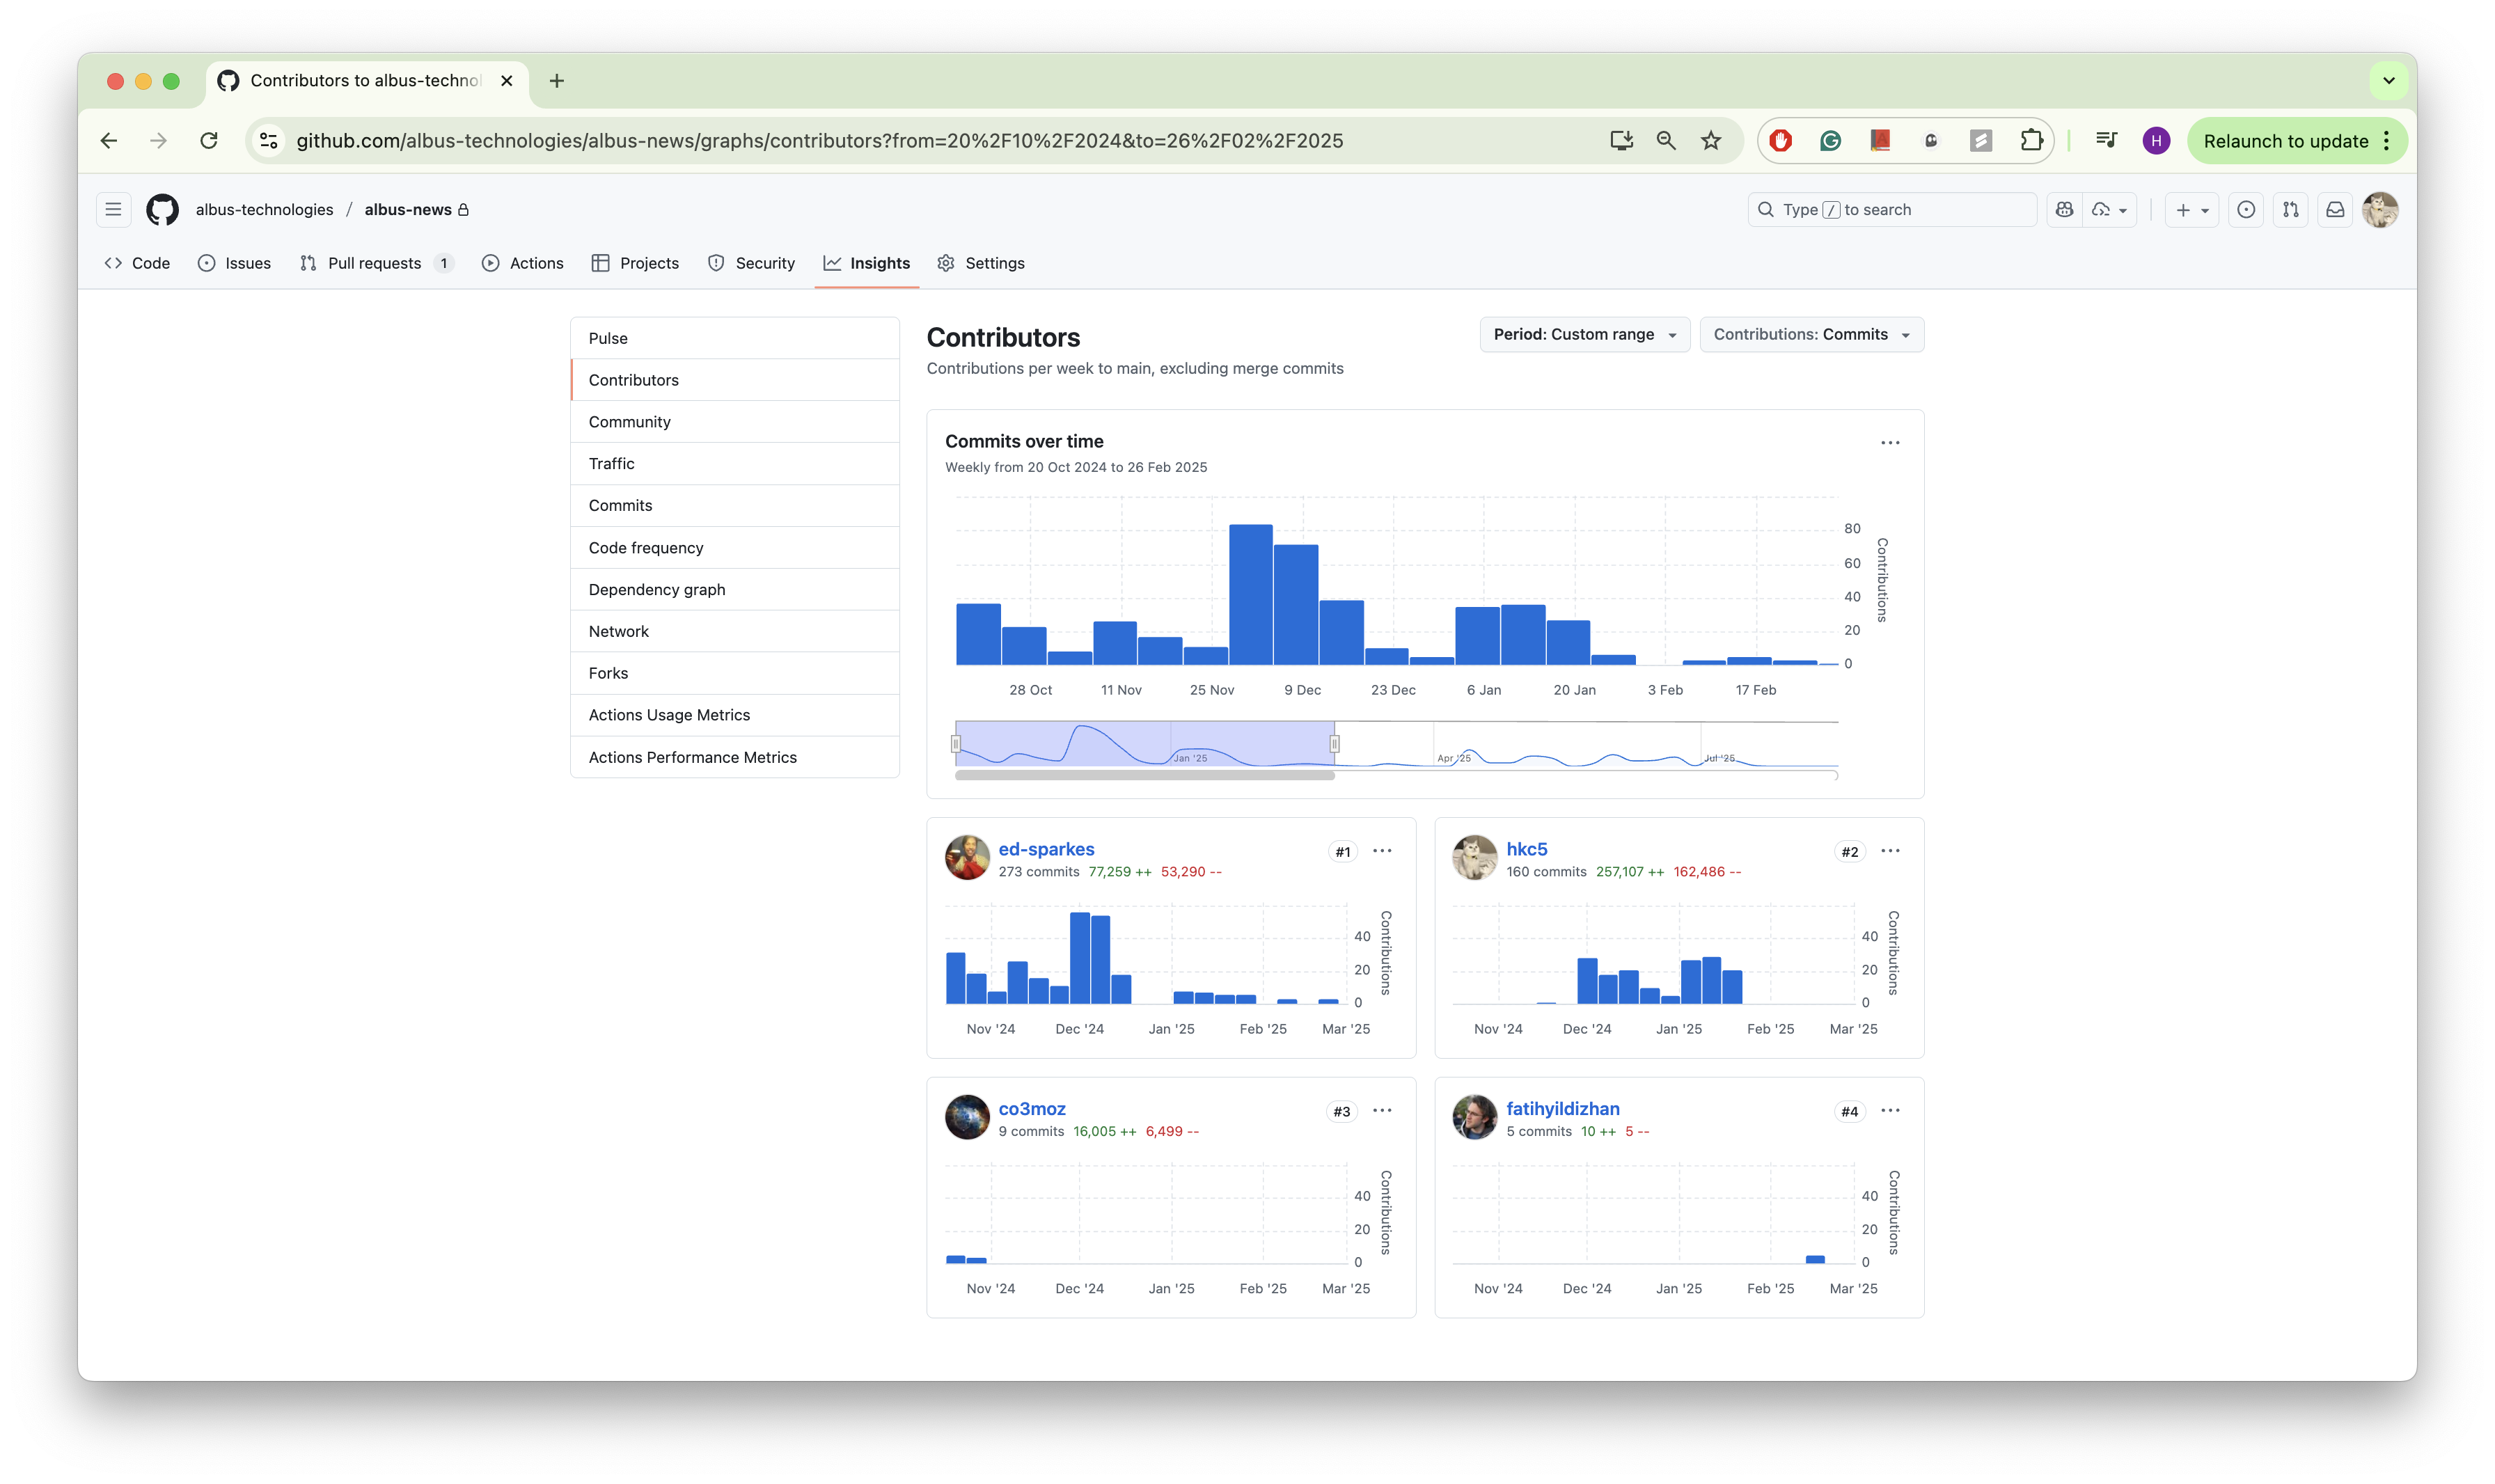 Contributors to albus-technol
github.com/albus-technologies/albus-news/graphs/contributors?from=20%2F10%2F2024&to=26%2F02%2F2025
H
Relaunch to update
albus-technologies / albus-news
Type / to search
Code Issues Pull requests 1 Actions Projects Security Insights Settings
Pulse
Contributors
Community
Traffic
Commits
Code frequency
Dependency graph
Network
Forks
Actions Usage Metrics
Actions Performance Metrics
Contributors
Contributions per week to main, excluding merge commits
Period: Custom range
Contributions: Commits
Commits over time
Weekly from 20 Oct 2024 to 26 Feb 2025
80
60
40
20
0
Contributions
28 Oct 11 Nov 25 Nov 9 Dec 23 Dec 6 Jan 20 Jan 3 Feb 17 Feb
Jan '25 Apr '25 Jul '25
ed-sparkes
#1
273 commits 77,259 ++ 53,290 --
40
20
0
Contributions
Nov '24 Dec '24 Jan '25 Feb '25 Mar '25
hkc5
#2
160 commits 257,107 ++ 162,486 --
40
20
0
Contributions
Nov '24 Dec '24 Jan '25 Feb '25 Mar '25
co3moz
#3
9 commits 16,005 ++ 6,499 --
40
20
0
Contributions
Nov '24 Dec '24 Jan '25 Feb '25 Mar '25
fatihyildizhan
#4
5 commits 10 ++ 5 --
40
20
0
Contributions
Nov '24 Dec '24 Jan '25 Feb '25 Mar '25